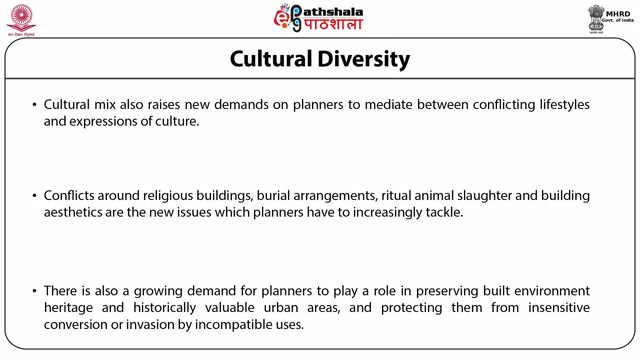 Pathshala
पाठशाला
MHRD
Govt. of India
Cultural Diversity
• Cultural mix also raises new demands on planners to mediate between conflicting lifestyles
and expressions of culture.
• Conflicts around religious buildings, burial arrangements, ritual animal slaughter and building
aesthetics are the new issues which planners have to increasingly tackle.
• There is also a growing demand for planners to play a role in preserving built environment
heritage and historically valuable urban areas, and protecting them from insensitive
conversion or invasion by incompatible uses.